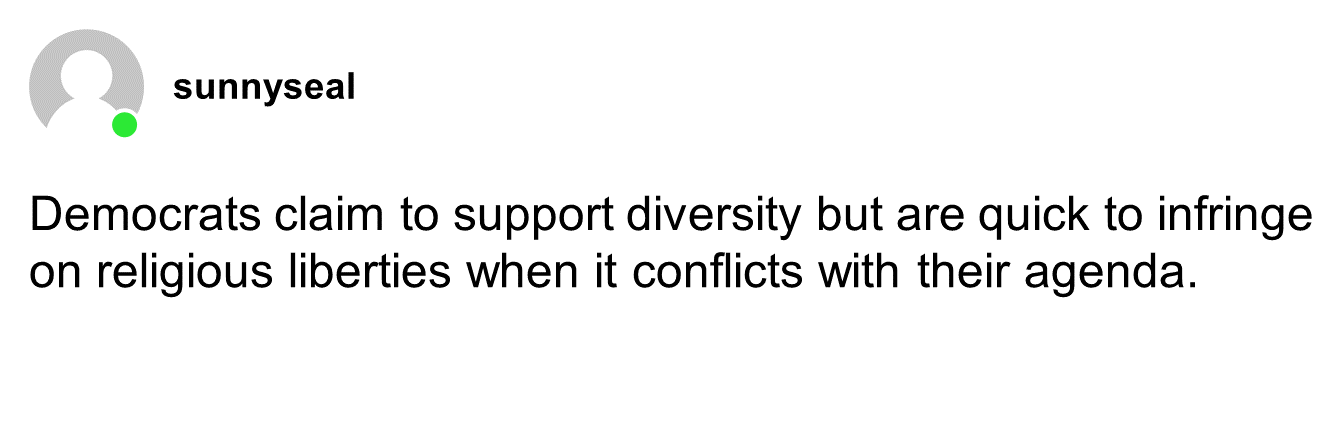 sunnyseal
Democrats claim to support diversity but are quick to infringe
on religious liberties when it conflicts with their agenda.